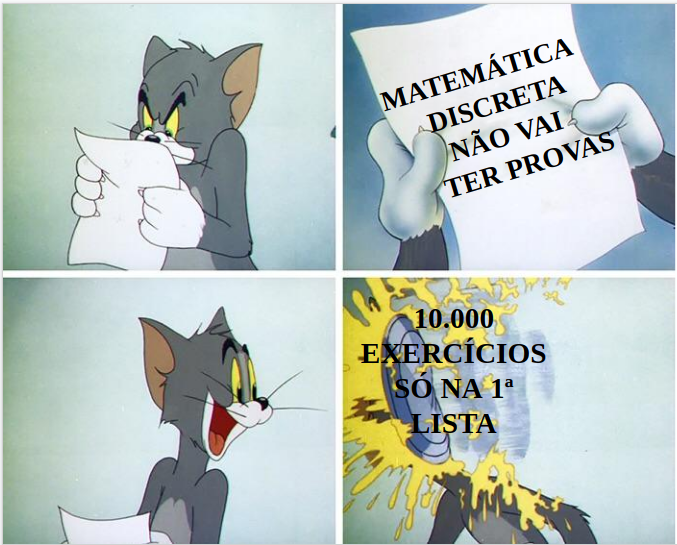 MATEMÁTICA
DISCRETA
NÃO VAI
TER PROVAS
10.000
EXERCÍCIOS
SÓ NA 1ª
LISTA